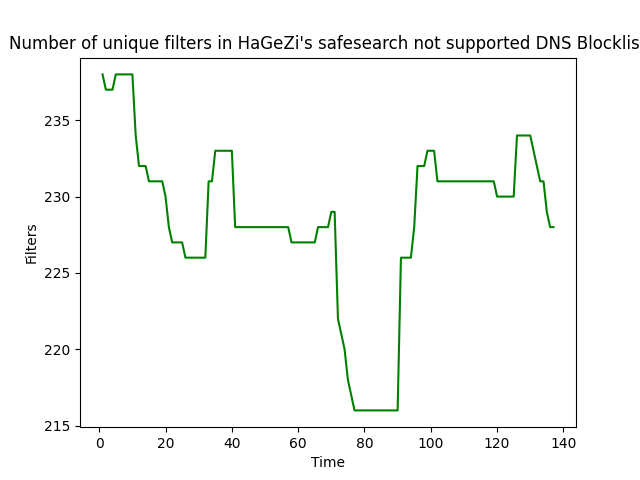 Number of unique filters in HaGeZi's safesearch not supported DNS Blocklis
235
230
225
220
215
Filters
0 20 40 60 80 100 120 140
Time